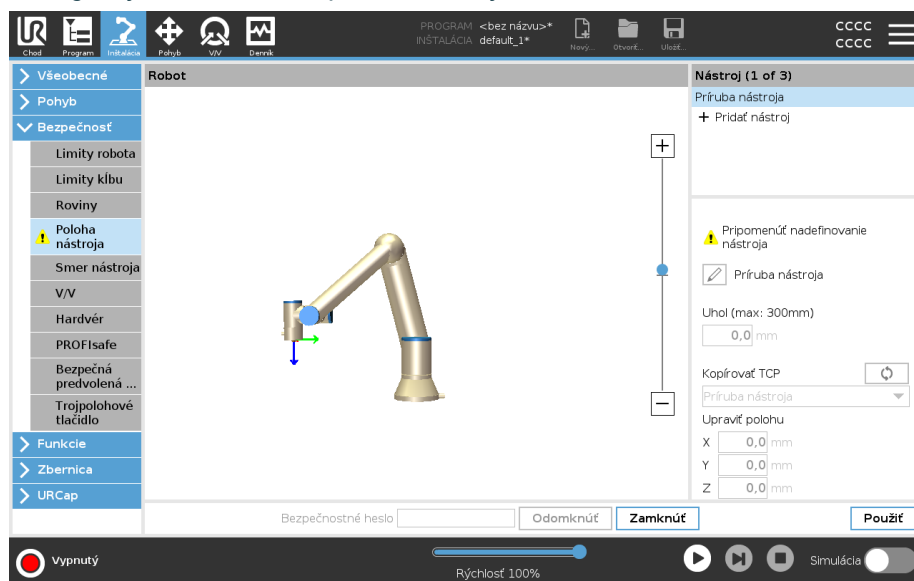 PROGRAM <bez názvu>*
INŠTALÁCIA default_1*
Chod
Program
Inštalácia
Pohyb
V/V
Denník
Nový...
Otvoriť...
Uložiť...
CCCC
CCCC
Všeobecné
Pohyb
Bezpečnosť
Limity robota
Limity kĺbu
Roviny
Poloha
nástroja
Smer nástroja
V/V
Hardvér
PROFIsafe
Bezpečná
predvolená ...
Trojpolohové
tlačidlo
Funkcie
Zbernica
URCap
Robot
Nástroj (1 of 3)
Príruba nástroja
+ Pridať nástroj
Pripomenúť nadefinovanie
nástroja
Príruba nástroja
Uhol (max: 300mm)
0,0 mm
Kopírovať TCP
Príruba nástroja
Upraviť polohu
X 0,0 mm
Y 0,0 mm
Z 0,0 mm
Bezpečnostné heslo
Odomknúť
Zamknúť
Použiť
Vypnutý
Rýchlosť 100%
Simulácia